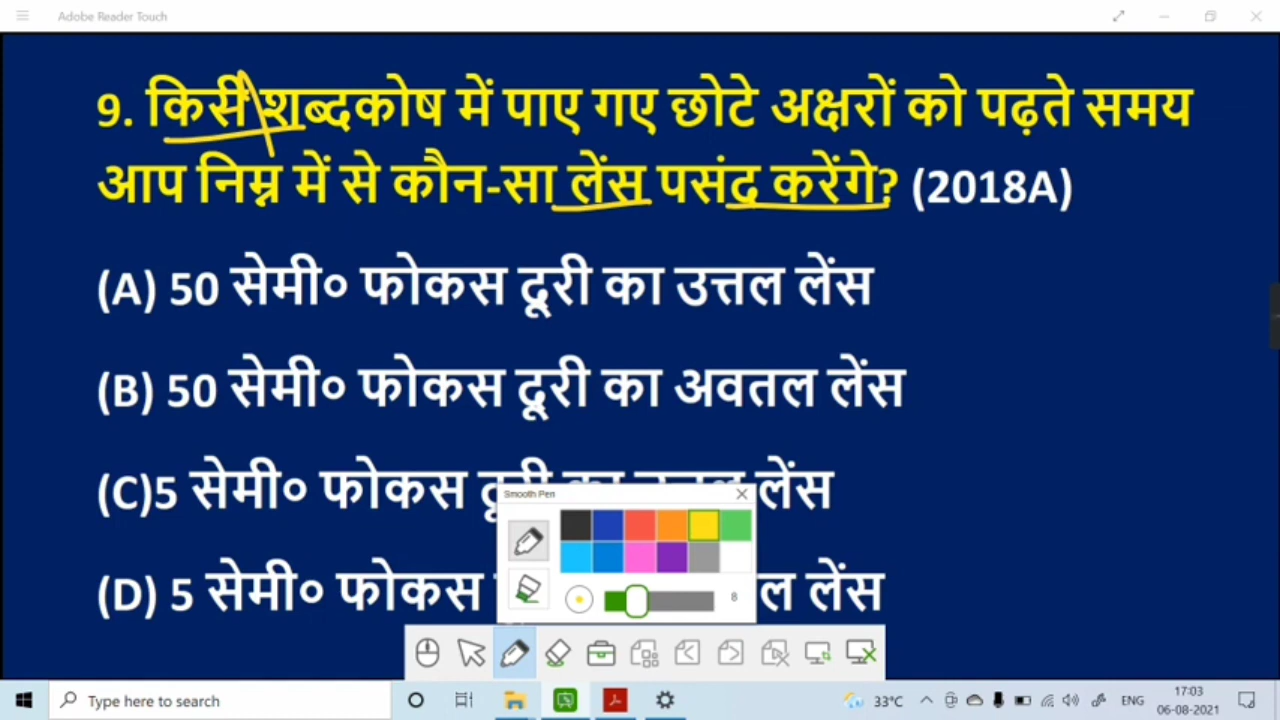 Adobe Reader Touch
9. किसी शब्दकोष में पाए गए छोटे अक्षरों को पढ़ते समय
आप निम्न में से कौन-सा लेंस पसंद करेंगे? (2018A)
(A) 50 सेमी० फोकस दूरी का उत्तल लेंस
(B) 50 सेमी० फोकस दूरी का अवतल लेंस
(C)5 सेमी० फोकस दूरी का उत्तल लेंस
Smooth Pen
(D) 5 सेमी० फोकस लेंस
8
Type here to search
33°C
ENG
17:03
06-08-2021